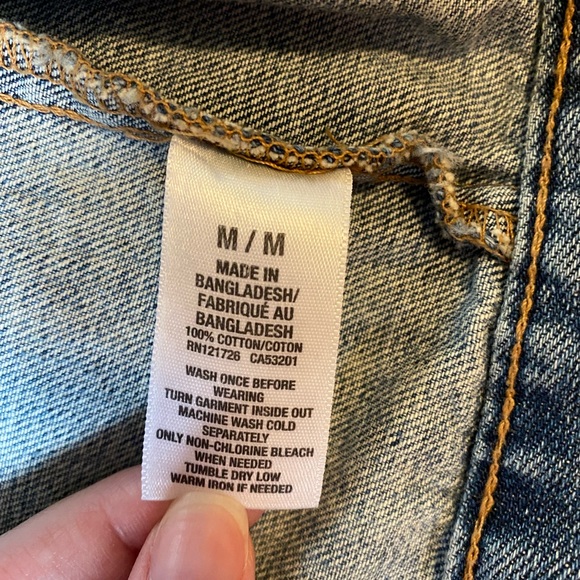 M / M
MADE IN
BANGLADESH/
FABRIQUÉ AU
BANGLADESH
100% COTTON/COTON
RN121726 CA53201
WASH ONCE BEFORE
WEARING
TURN GARMENT INSIDE OUT
MACHINE WASH COLD
SEPARATELY
ONLY NON-CHLORINE BLEACH
WHEN NEEDED
TUMBLE DRY LOW
WARM IRON IF NEEDED